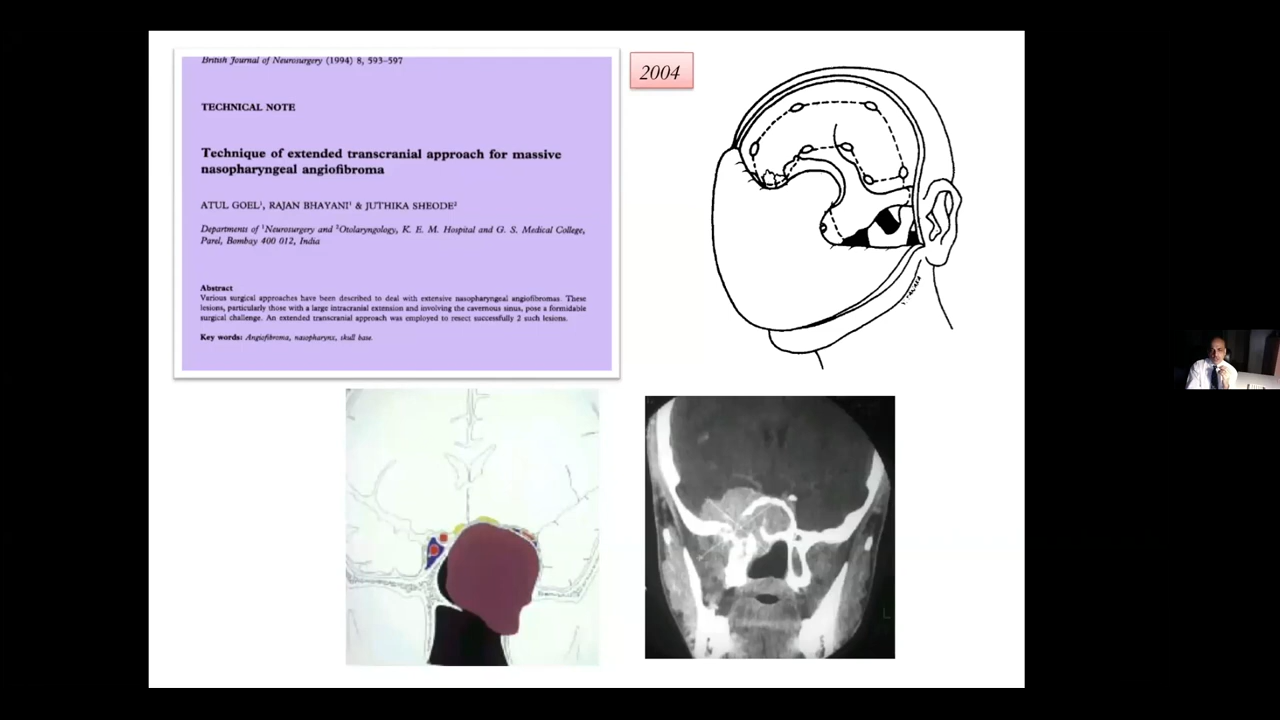 British Journal of Neurosurgery (1994) 8, 593–597
2004
TECHNICAL NOTE
Technique of extended transcranial approach for massive
nasopharyngeal angiofibroma
ATUL GOEL¹, RAJAN BHAYANI¹ & JUTHIKA SHEODE²
Departments of ¹Neurosurgery and ²Otolaryngology, K. E. M. Hospital and G. S. Medical College,
Parel, Bombay 400 012, India
Abstract
Various surgical approaches have been described to deal with extensive nasopharyngeal angiofibromas. These
lesions, particularly those with a large intracranial extension and involving the cavernous sinus, pose a formidable
surgical challenge. An extended transcranial approach was employed to resect successfully 2 such lesions.
Key words: Angiofibroma, nasopharynx, skull base.
L